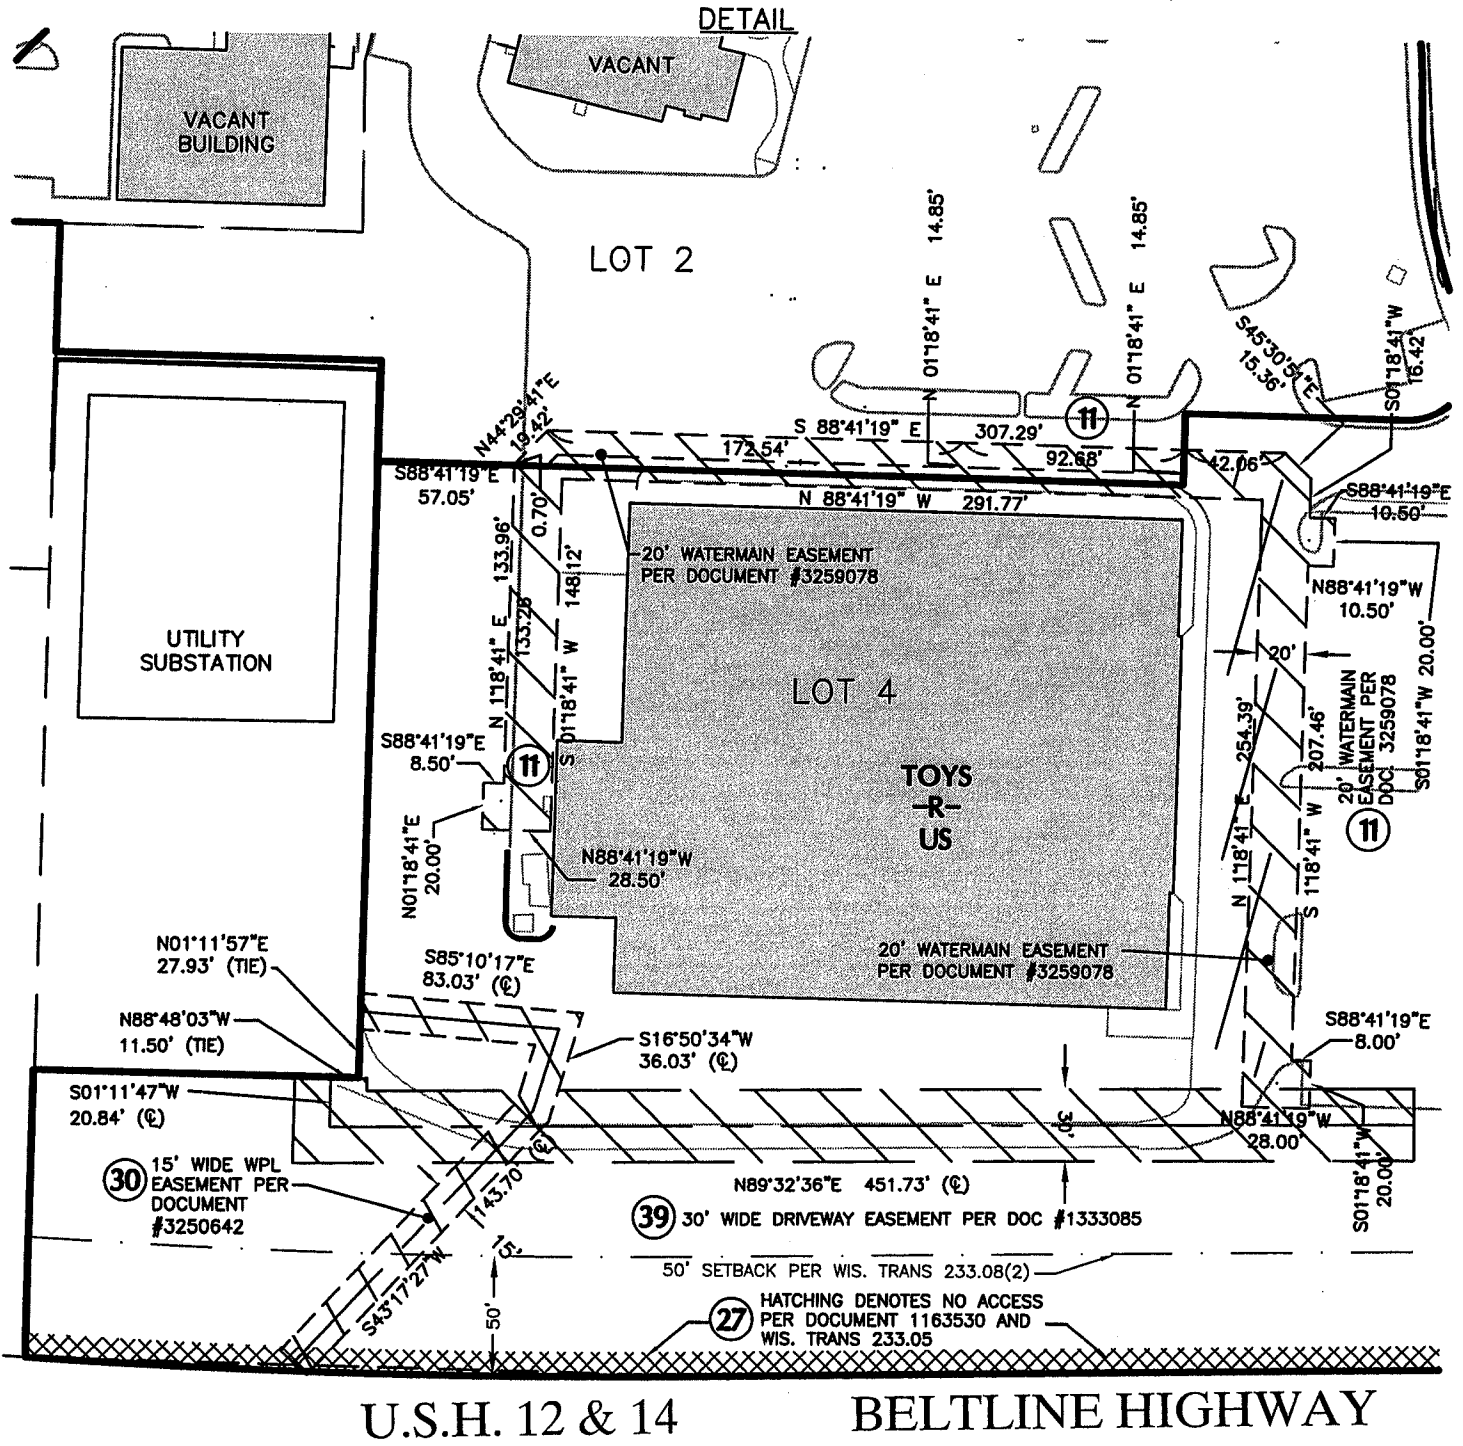 DETAIL
VACANT
BUILDING
VACANT
LOT 2
N 01°18'41" E 14.85'
N 01°18'41" E 14.85'
S45°30'51"E
15.36'
S01°18'41"W
16.42'
N44°29'41"E
19.42'
S 88°41'19" E 307.29'
11
172.54'
92.68'
42.06'
S88°41'19"E
57.05'
0.70'
N 88°41'19" W 291.77'
S88°41'19"E
10.50'
20' WATERMAIN EASEMENT
PER DOCUMENT #3259078
N 1°18'41" E 133.96'
133.26'
S 01°18'41" W 148.12'
N88°41'19"W
10.50'
S01°18'41"W 20.00'
UTILITY
SUBSTATION
LOT 4
20'
20' WATERMAIN
EASEMENT PER
DOC. 3259078
11
S88°41'19"E
8.50'
11
TOYS
-R-
US
N 1°18'41" E 254.39'
S 1°18'41" W 207.46'
N01°18'41"E
20.00'
N88°41'19"W
28.50'
N01°11'57"E
27.93' (TIE)
S85°10'17"E
83.03' (℄)
20' WATERMAIN EASEMENT
PER DOCUMENT #3259078
N88°48'03"W
11.50' (TIE)
S16°50'34"W
36.03' (℄)
S88°41'19"E
8.00'
S01°11'47"W
20.84' (℄)
30'
N88°41'19"W
28.00'
S01°18'41"W
20.00'
30
15' WIDE WPL
EASEMENT PER
DOCUMENT
#3250642
S43°17'27"W 143.70' (℄)
15'
N89°32'36"E 451.73' (℄)
39 30' WIDE DRIVEWAY EASEMENT PER DOC #1333085
50' SETBACK PER WIS. TRANS 233.08(2)
50'
27
HATCHING DENOTES NO ACCESS
PER DOCUMENT 1163530 AND
WIS. TRANS 233.05
U.S.H. 12 & 14 BELTLINE HIGHWAY